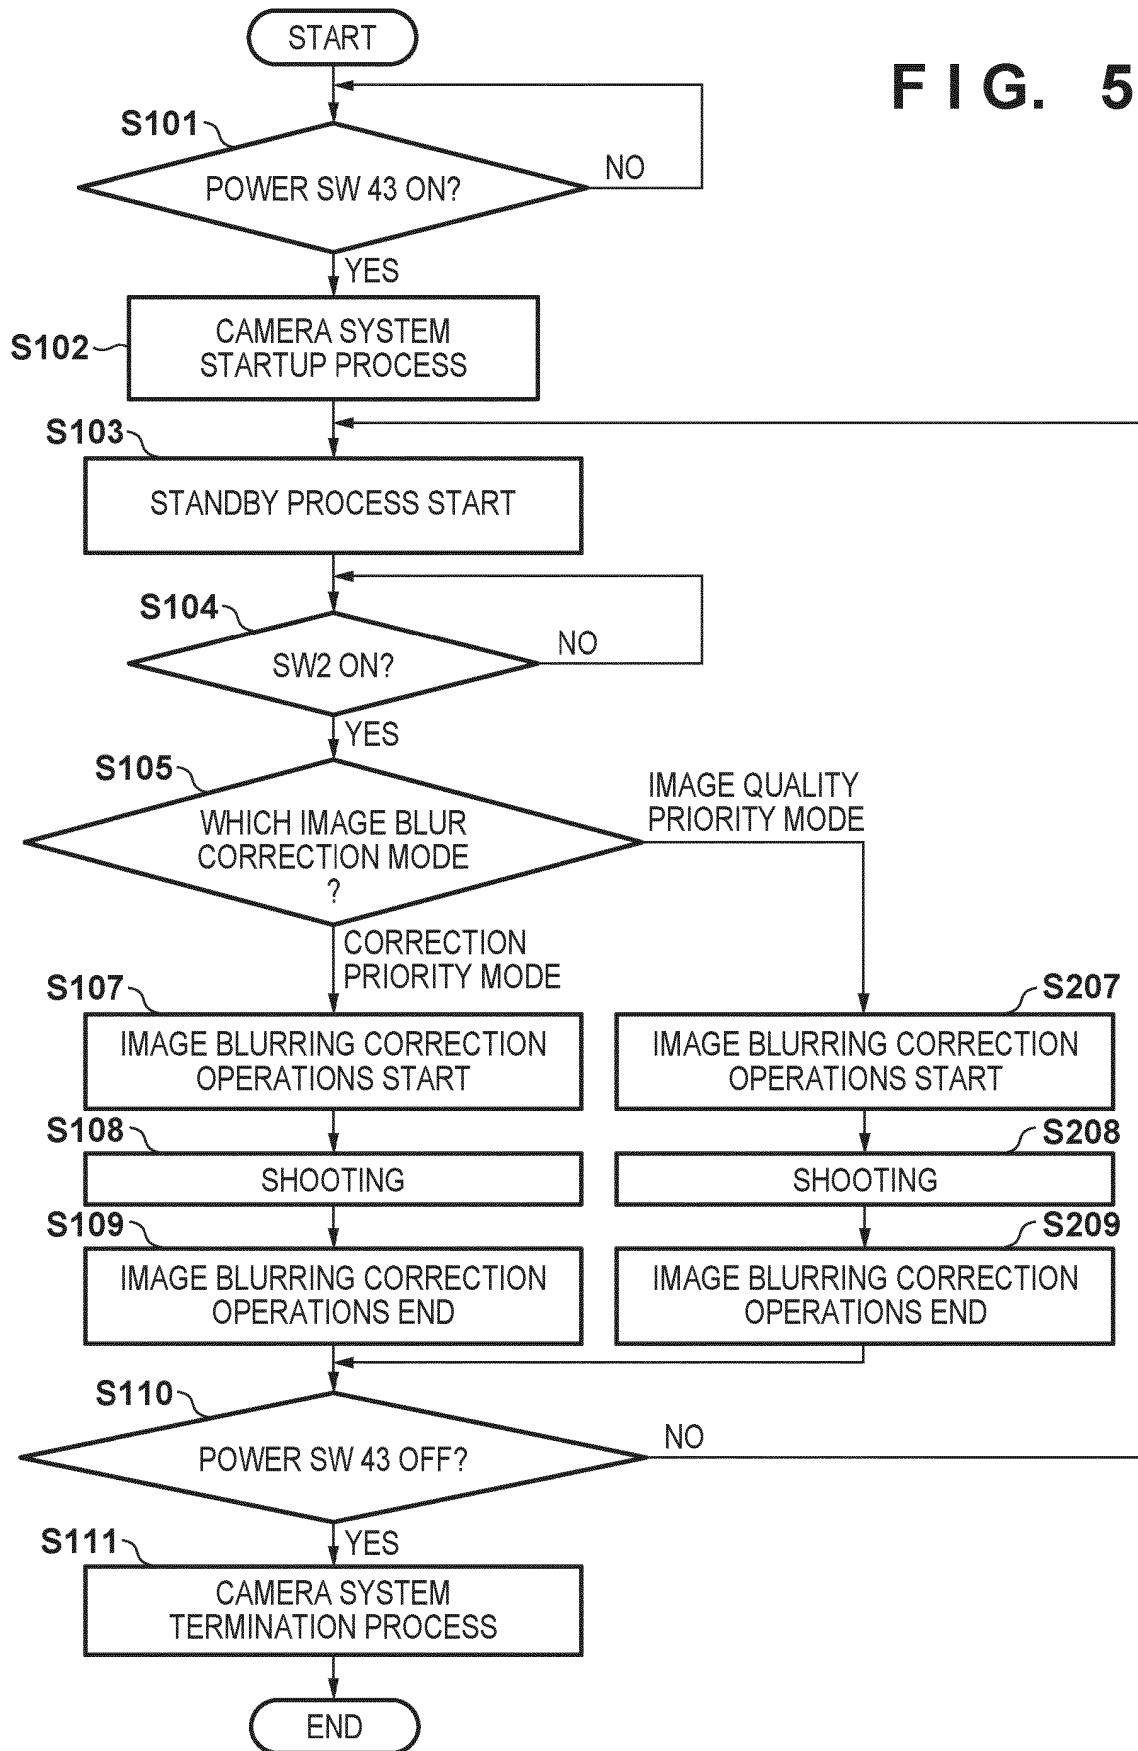 START
FIG. 5
S101
POWER SW 43 ON?
NO
YES
S102
CAMERA SYSTEM
STARTUP PROCESS
S103
STANDBY PROCESS START
S104
SW2 ON?
NO
YES
S105
WHICH IMAGE BLUR
CORRECTION MODE
?
IMAGE QUALITY
PRIORITY MODE
CORRECTION
PRIORITY MODE
S107
IMAGE BLURRING CORRECTION
OPERATIONS START
S207
IMAGE BLURRING CORRECTION
OPERATIONS START
S108
SHOOTING
S208
SHOOTING
S109
IMAGE BLURRING CORRECTION
OPERATIONS END
S209
IMAGE BLURRING CORRECTION
OPERATIONS END
S110
POWER SW 43 OFF?
NO
YES
S111
CAMERA SYSTEM
TERMINATION PROCESS
END